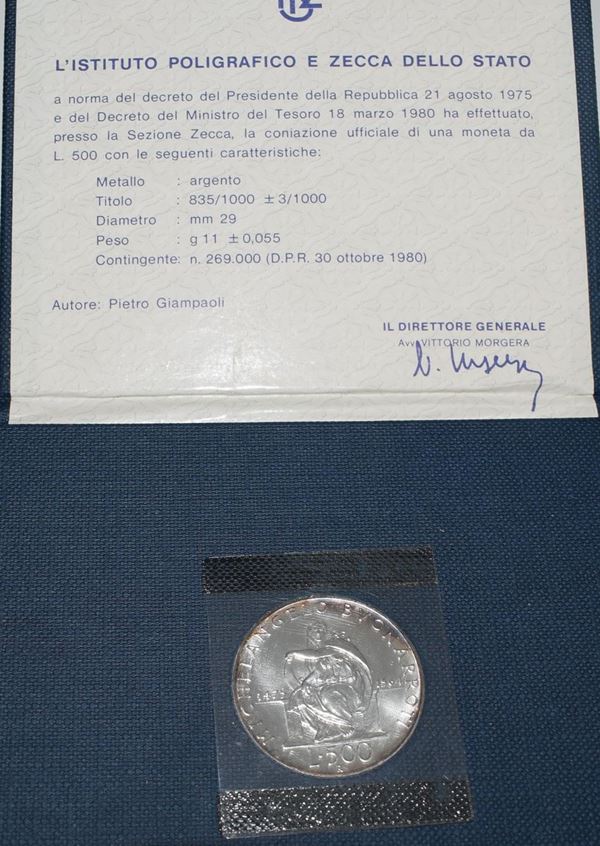 L'ISTITUTO POLIGRAFICO E ZECCA DELLO STATO
a norma del decreto del Presidente della Repubblica 21 agosto 1975
e del Decreto del Ministro del Tesoro 18 marzo 1980 ha effettuato,
presso la Sezione Zecca, la coniazione ufficiale di una moneta da
L. 500 con le seguenti caratteristiche:
Metallo : argento
Titolo : 835/1000 ± 3/1000
Diametro : mm 29
Peso : g 11 ± 0,055
Contingente: n. 269.000 (D.P.R. 30 ottobre 1980)
Autore: Pietro Giampaoli
IL DIRETTORE GENERALE
Avv. VITTORIO MORGERA
MICHELANGELO BVONARROTI
1475
L.500